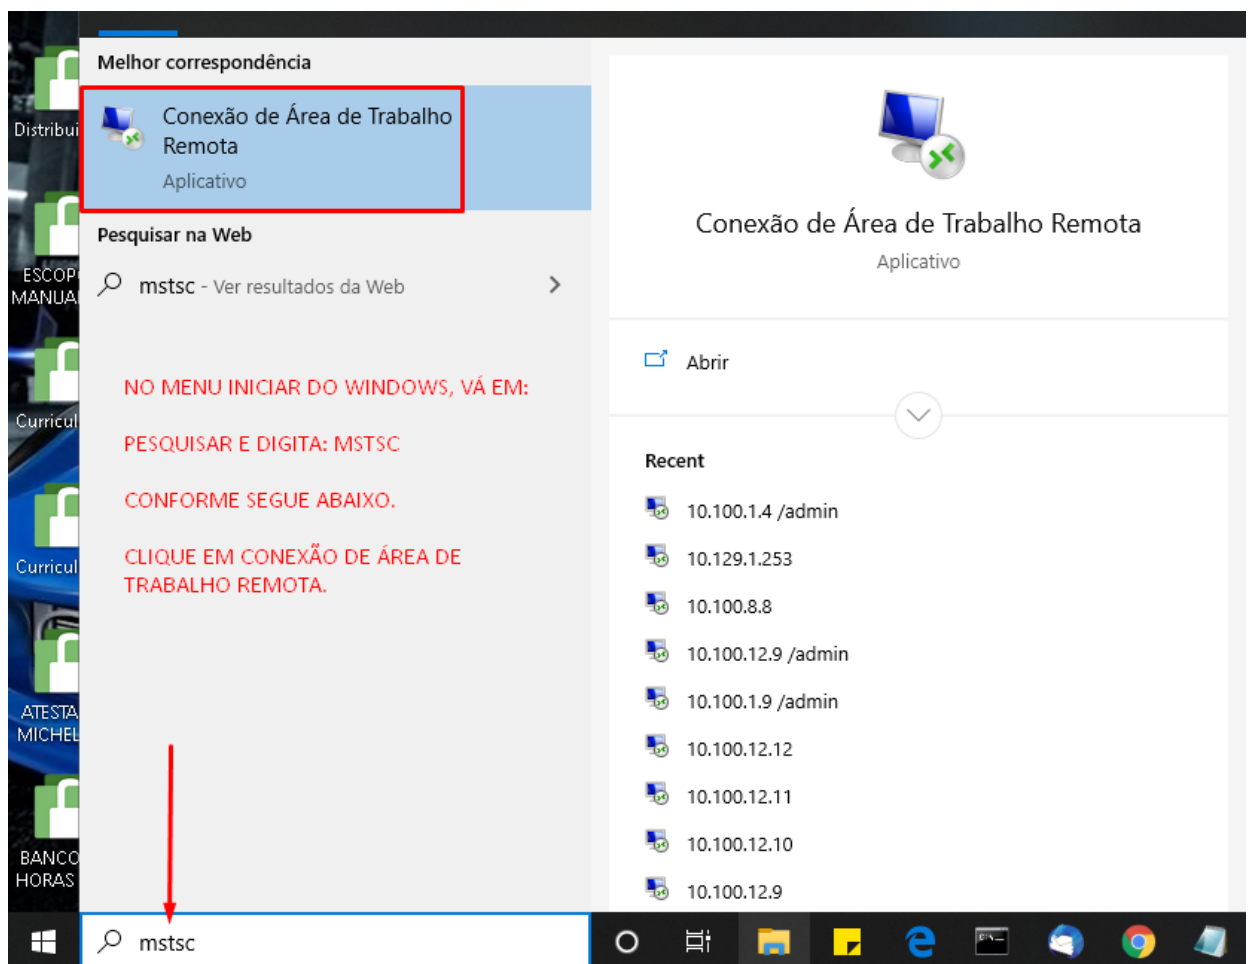 Melhor correspondência
Conexão de Área de Trabalho
Remota
Aplicativo
Pesquisar na Web
mstsc - Ver resultados da Web
NO MENU INICIAR DO WINDOWS, VÁ EM:
PESQUISAR E DIGITA: MSTSC
CONFORME SEGUE ABAIXO.
CLIQUE EM CONEXÃO DE ÁREA DE
TRABALHO REMOTA.
mstsc
Conexão de Área de Trabalho Remota
Aplicativo
Abrir
Recent
10.100.1.4 /admin
10.129.1.253
10.100.8.8
10.100.12.9 /admin
10.100.1.9 /admin
10.100.12.12
10.100.12.11
10.100.12.10
10.100.12.9
Distribui
ESCOP
MANUA
Curricul
Curricul
ATESTA
MICHEL
BANCO
HORAS